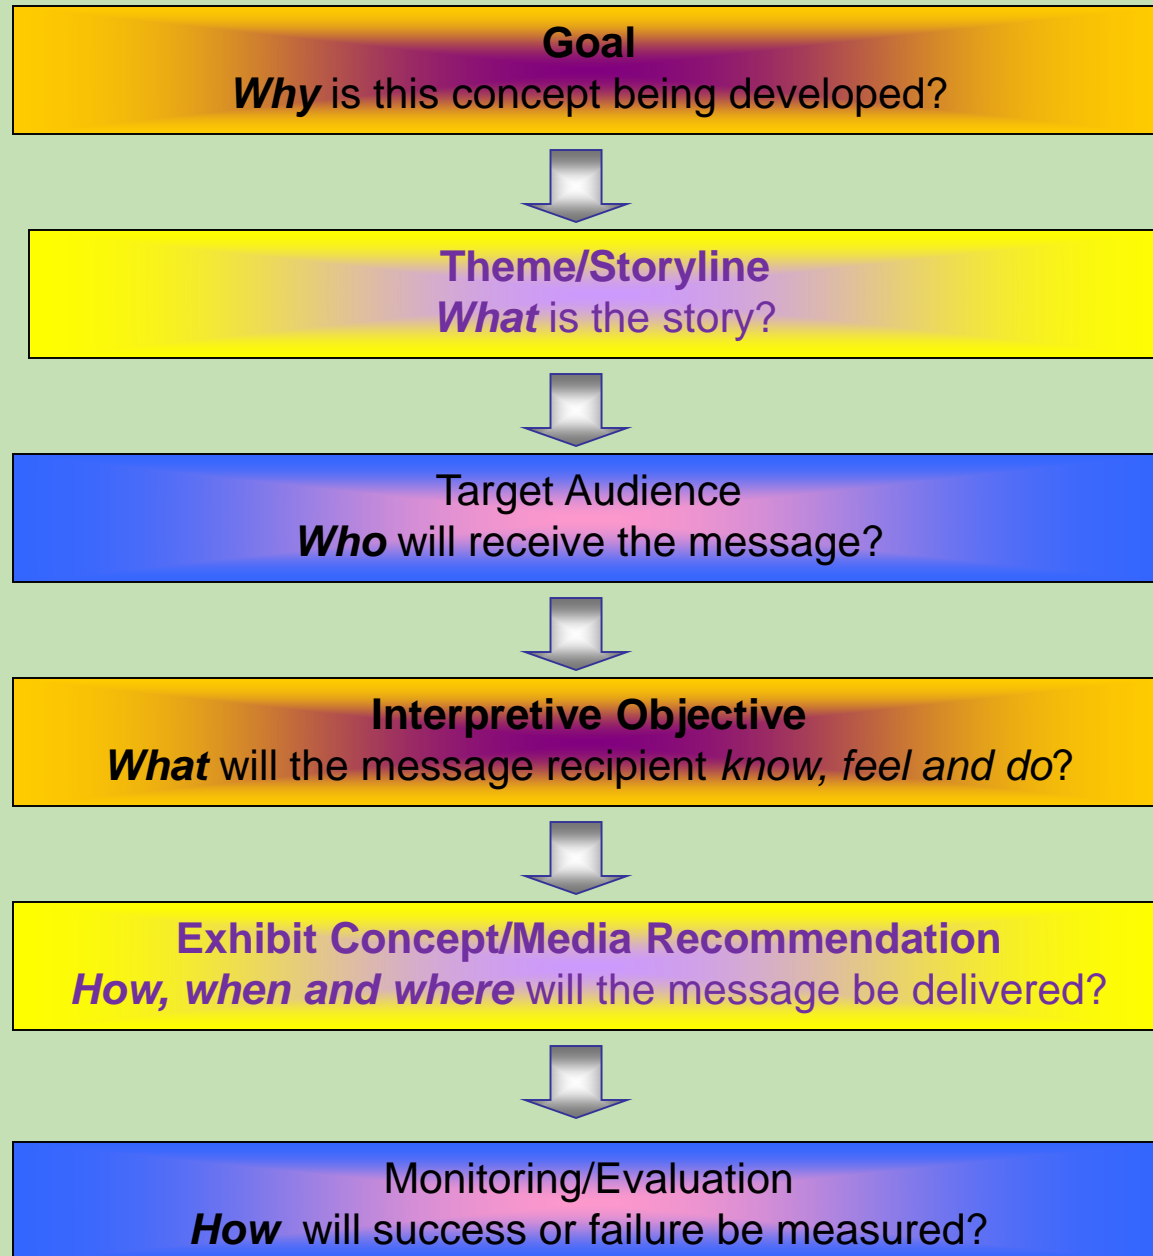 Goal
Why is this concept being developed?
Theme/Storyline
What is the story?
Target Audience
Who will receive the message?
Interpretive Objective
What will the message recipient know, feel and do?
Exhibit Concept/Media Recommendation
How, when and where will the message be delivered?
Monitoring/Evaluation
How will success or failure be measured?